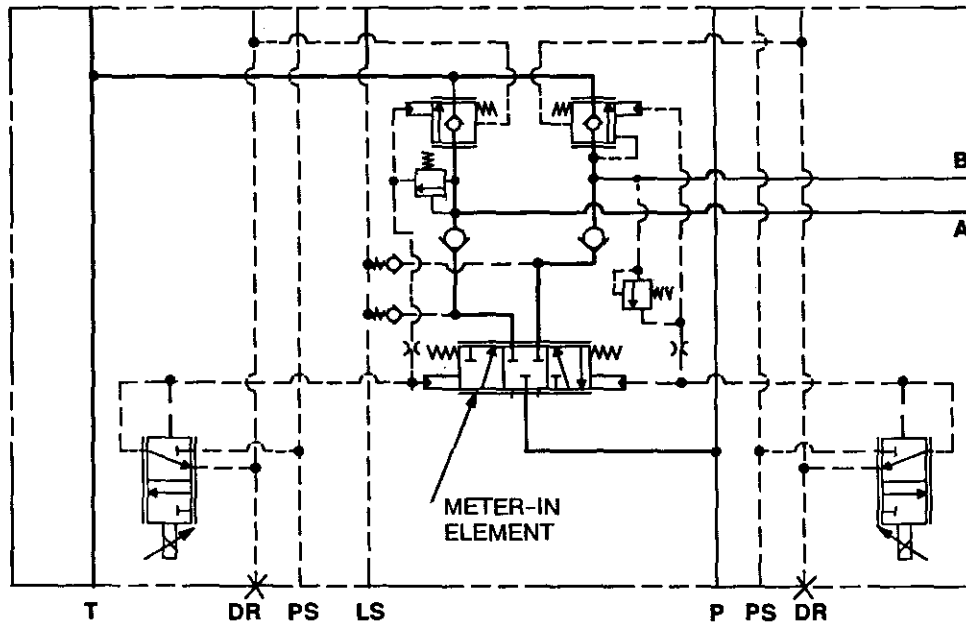 B
A
METER-IN
ELEMENT
T DR PS LS P PS DR